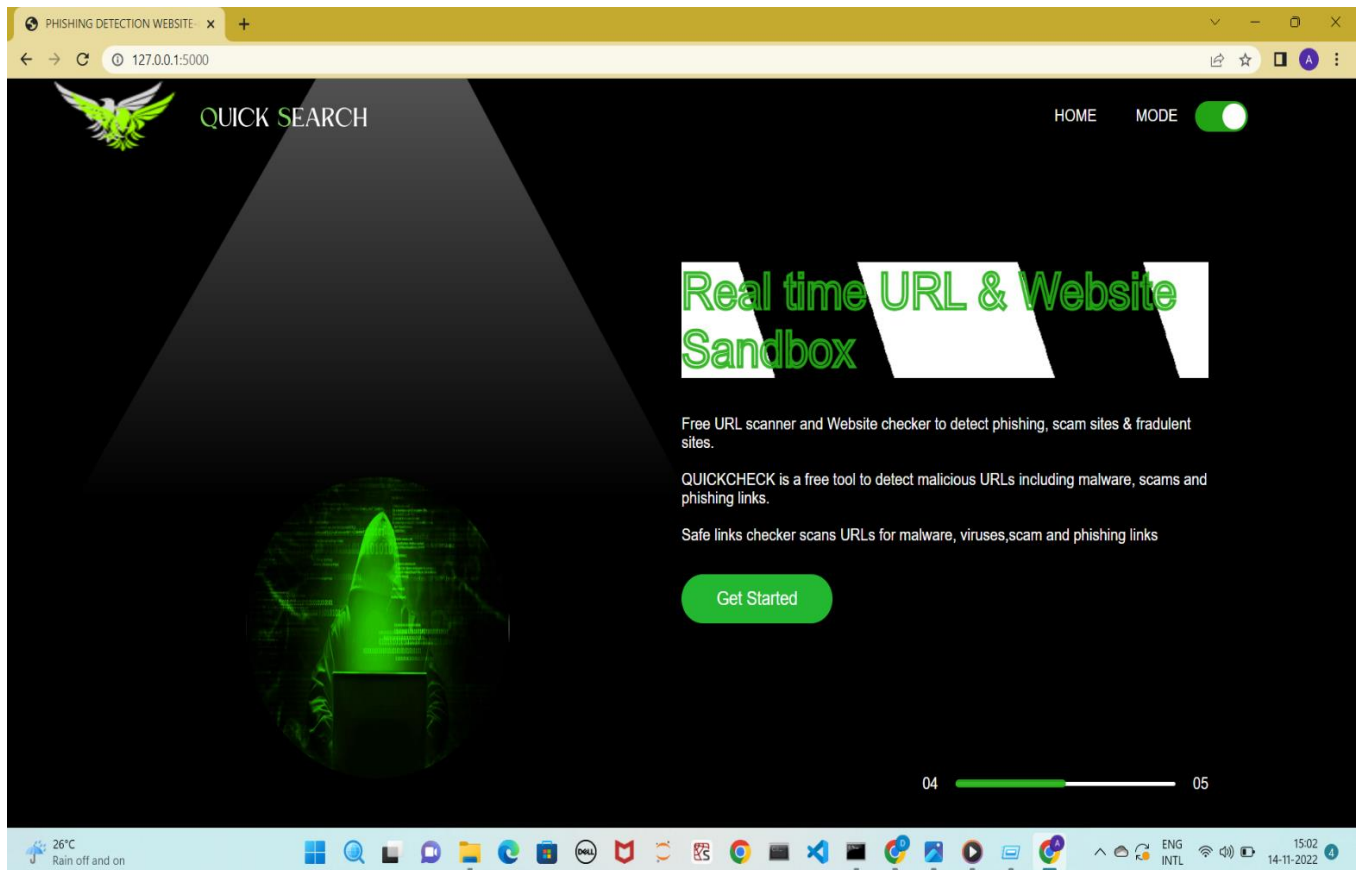 PHISHING DETECTION WEBSITE-
127.0.0.1:5000
A
QUICK SEARCH
HOME MODE
Real time URL & Website
Sandbox
Free URL scanner and Website checker to detect phishing, scam sites & fradulent
sites.
QUICKCHECK is a free tool to detect malicious URLs including malware, scams and
phishing links.
Safe links checker scans URLs for malware, viruses,scam and phishing links
Get Started
04 05
26°C
Rain off and on
DELL
D
A
ENG
INTL
15:02
14-11-2022
4